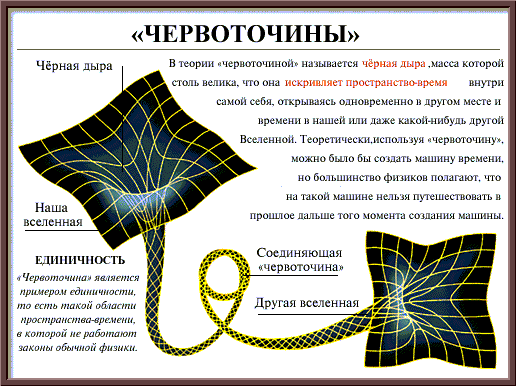 «ЧЕРВОТОЧИНЫ»
Чёрная дыра
В теории «червоточиной» называется чёрная дыра ,масса которой
столь велика, что она искривляет пространство-время внутри
самой себя, открываясь одновременно в другом месте и
времени в нашей или даже какой-нибудь другой
Вселенной. Теоретически,используя «червоточину»,
можно было бы создать машину времени,
но большинство физиков полагают, что
на такой машине нельзя путешествовать в
прошлое дальше того момента создания машины.
Наша
вселенная
ЕДИНИЧНОСТЬ
«Червоточина» является
примером единичности,
то есть такой области
пространства-времени,
в которой не работают
законы обычной физики.
Соединяющая
«червоточина»
Другая вселенная